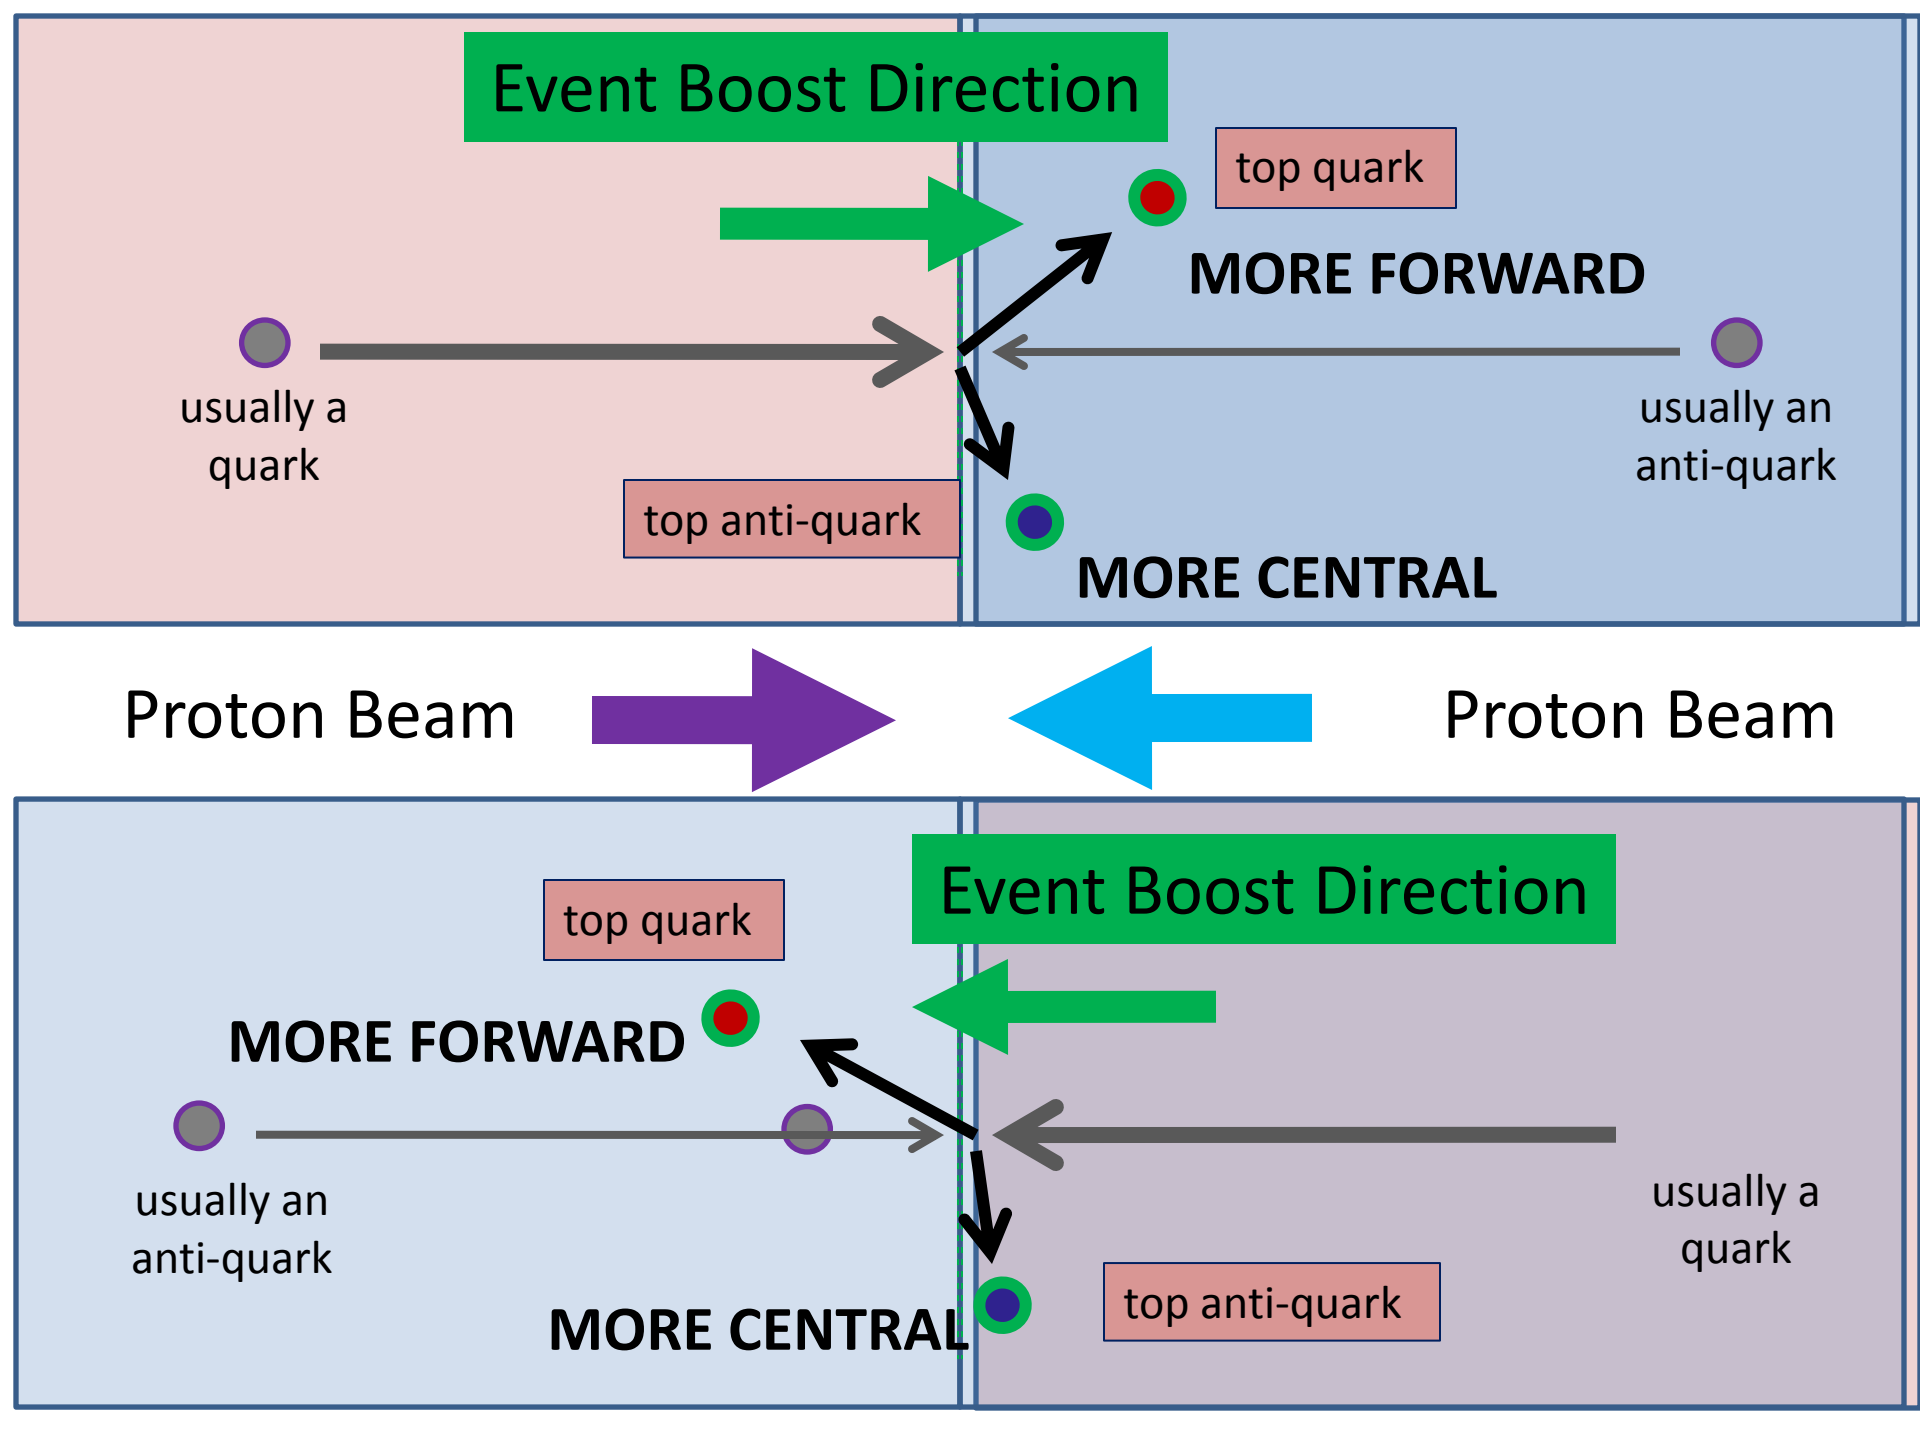 Event Boost Direction
top quark
MORE FORWARD
usually a
quark
usually an
anti-quark
top anti-quark
MORE CENTRAL
Proton Beam
Proton Beam
Event Boost Direction
top quark
MORE FORWARD
usually an
anti-quark
usually a
quark
top anti-quark
MORE CENTRAL